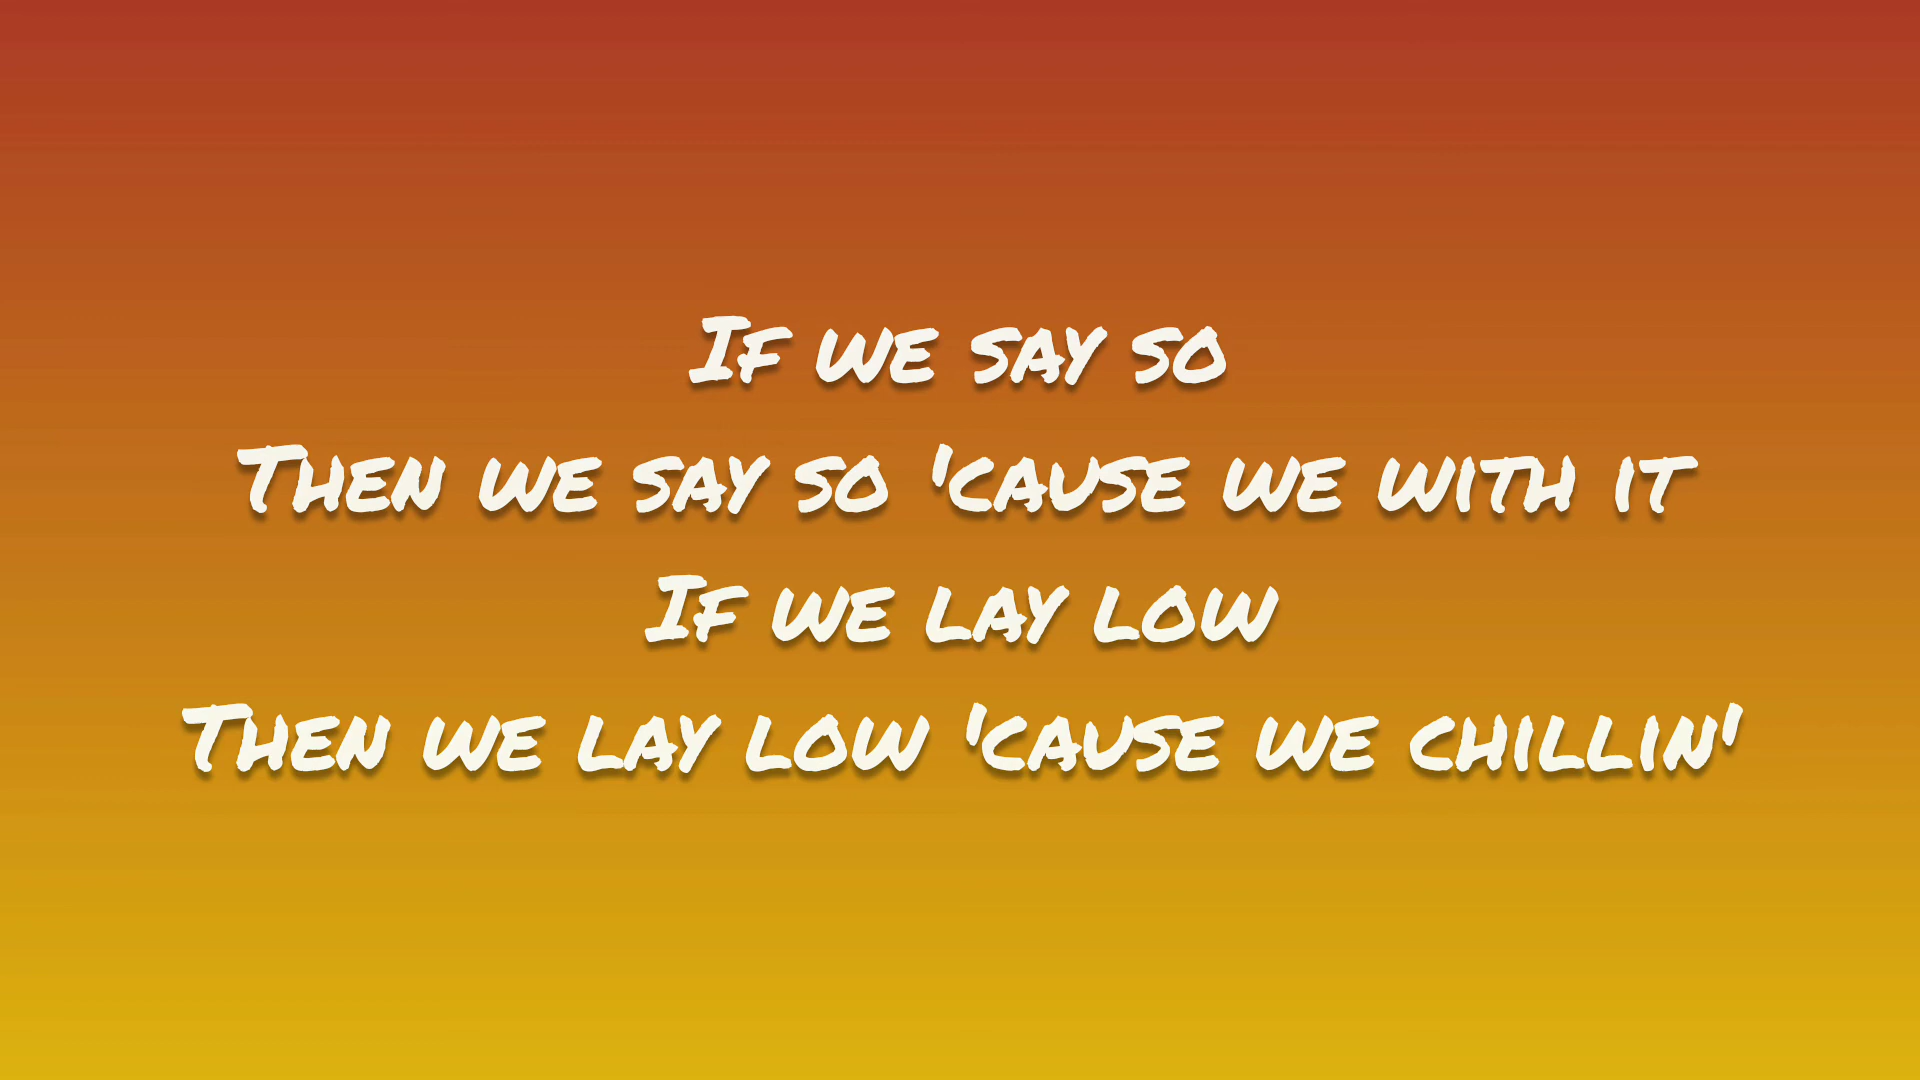 If we say so
Then we say so 'cause we with it
If we lay low
Then we lay low 'cause we chillin'